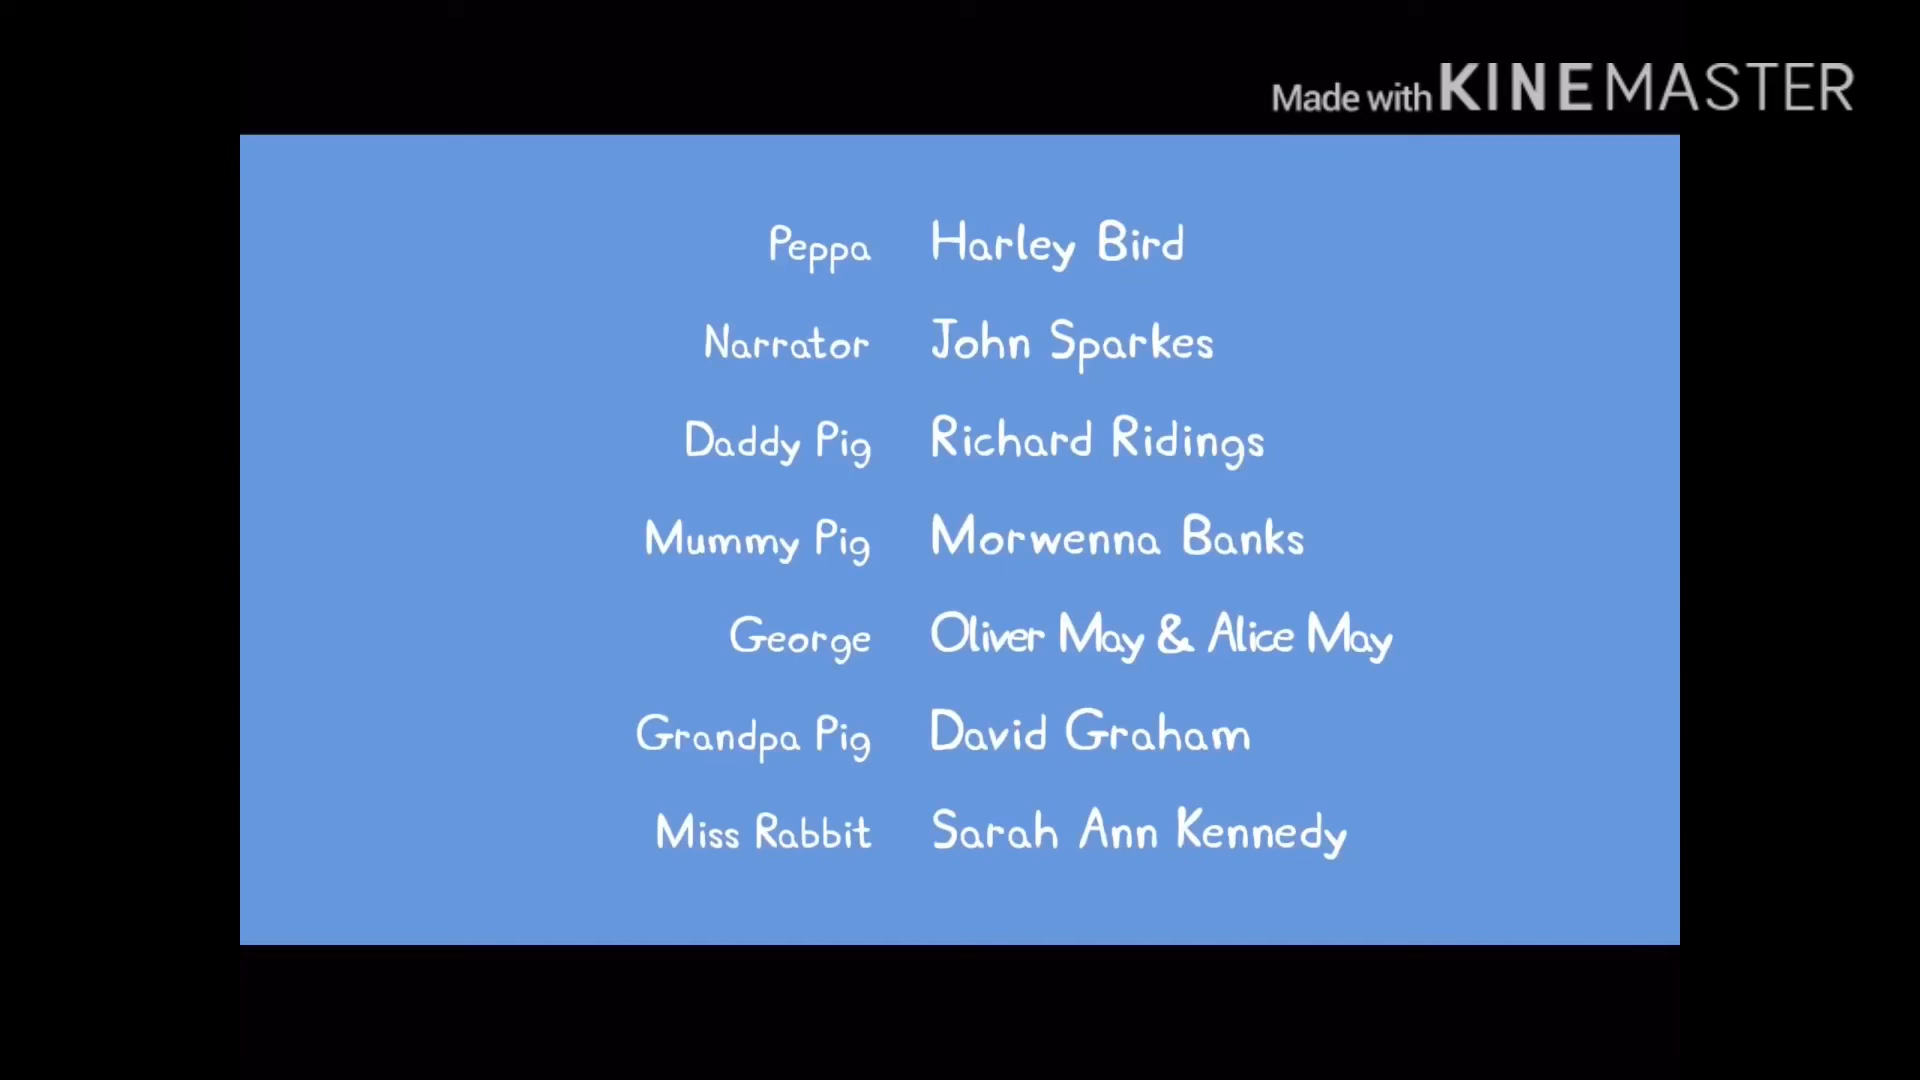 Made with KINEMASTER
Peppa Harley Bird
Narrator John Sparkes
Daddy Pig Richard Ridings
Mummy Pig Morwenna Banks
George Oliver May & Alice May
Grandpa Pig David Graham
Miss Rabbit Sarah Ann Kennedy